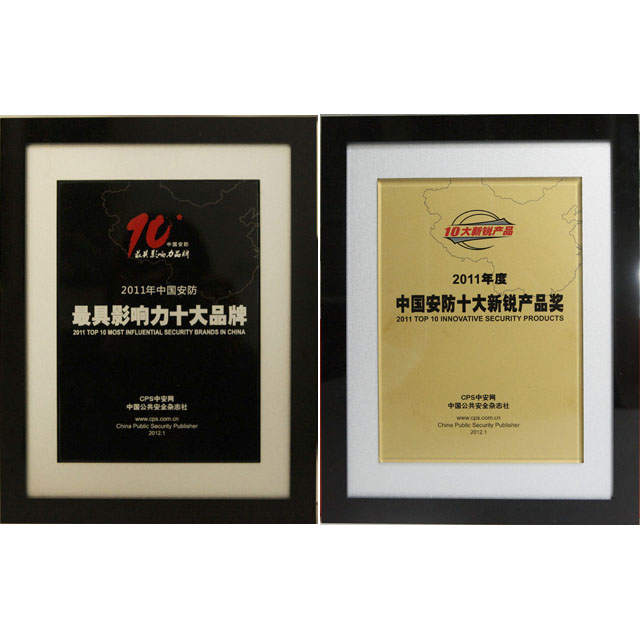 10
中国安防
最具影响力品牌
2011年中国安防
最具影响力十大品牌
2011 TOP 10 MOST INFLUENTIAL SECURITY BRANDS IN CHINA
CPS中安网
中国公共安全杂志社
www.cps.com.cn
China Public Security Publisher
2012.1
10大新锐产品
2011年度
中国安防十大新锐产品奖
2011 TOP 10 INNOVATIVE SECURITY PRODUCTS
CPS中安网
中国公共安全杂志社
www.cps.com.cn
China Public Security Publisher
2012.1